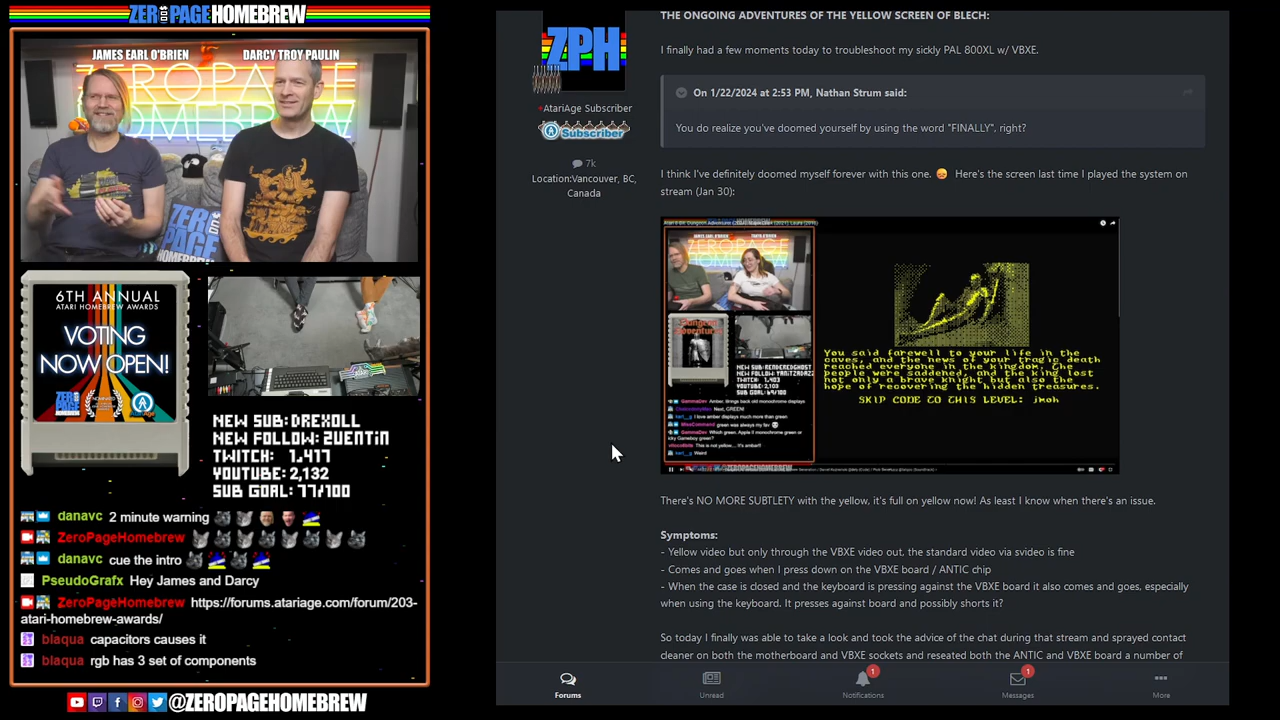 ZEROPAGEHOMEBREW
JAMES EARL O'BRIEN
DARCY TROY PAULIN
ZEROPAGE
HOMEBREW
6TH ANNUAL
ATARI HOMEBREW AWARDS
VOTING
NOW OPEN!
NEW SUB: DREXOLL
NEW FOLLOW: ZUENTIN
TWITCH: 1,417
YOUTUBE: 2,132
SUB GOAL: 77/100
danavc 2 minute warning
ZeroPageHomebrew
danavc cue the intro
PseudoGrafx Hey James and Darcy
ZeroPageHomebrew https://forums.atariage.com/forum/203-
atari-homebrew-awards/
blaqua capacitors causes it
blaqua rgb has 3 set of components
@ZEROPAGEHOMEBREW
ZPH
AtariAge Subscriber
Subscriber
7k
Location:Vancouver, BC,
Canada
THE ONGOING ADVENTURES OF THE YELLOW SCREEN OF BLECH:
I finally had a few moments today to troubleshoot my sickly PAL 800XL w/ VBXE.
On 1/22/2024 at 2:53 PM, Nathan Strum said:
You do realize you've doomed yourself by using the word "FINALLY", right?
I think I've definitely doomed myself forever with this one. Here's the screen last time I played the system on
stream (Jan 30):
You said farewell to your life in the
caves, and the news of your tragic death
reached everyone in the kingdom. The
people were saddened, and the king lost
not only a brave knight but also the
hope of recovering the hidden treasures.
SKIP CODE TO THIS LEVEL: jmoh
There's NO MORE SUBTLETY with the yellow, it's full on yellow now! As least I know when there's an issue.
Symptoms:
- Yellow video but only through the VBXE video out, the standard video via svideo is fine
- Comes and goes when I press down on the VBXE board / ANTIC chip
- When the case is closed and the keyboard is pressing against the VBXE board it also comes and goes, especially
when using the keyboard. It presses against board and possibly shorts it?
So today I finally was able to take a look and took the advice of the chat during that stream and sprayed contact
cleaner on both the motherboard and VBXE sockets and reseated both the ANTIC and VBXE board a number of
Forums
Unread
1
Notifications
1
Messages
More